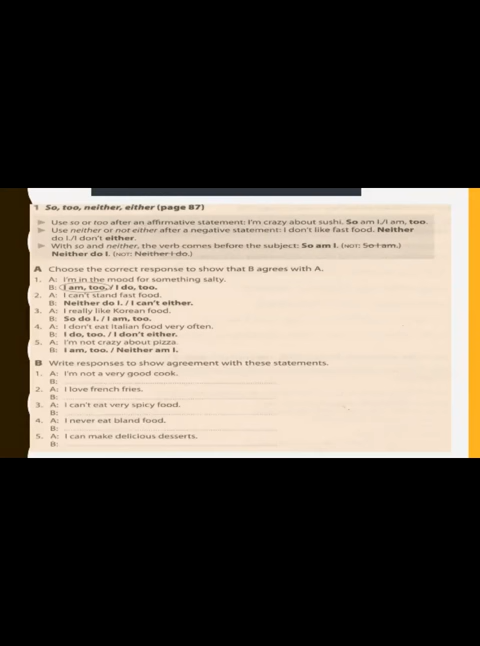 1 So, too, neither, either (page 87)
▶ Use so or too after an affirmative statement: I'm crazy about sushi. So am I./I am, too.
▶ Use neither or not either after a negative statement: I don't like fast food. Neither
do I./I don't either.
▶ With so and neither, the verb comes before the subject: So am I. (NOT: So I am.)
Neither do I. (NOT: Neither I do.)
A Choose the correct response to show that B agrees with A.
1. A: I'm in the mood for something salty.
B: I am, too. / I do, too.
2. A: I can't stand fast food.
B: Neither do I. / I can't either.
3. A: I really like Korean food.
B: So do I. / I am, too.
4. A: I don't eat Italian food very often.
B: I do, too. / I don't either.
5. A: I'm not crazy about pizza.
B: I am, too. / Neither am I.
B Write responses to show agreement with these statements.
1. A: I'm not a very good cook.
B:
2. A: I love french fries.
B:
3. A: I can't eat very spicy food.
B:
4. A: I never eat bland food.
B:
5. A: I can make delicious desserts.
B: